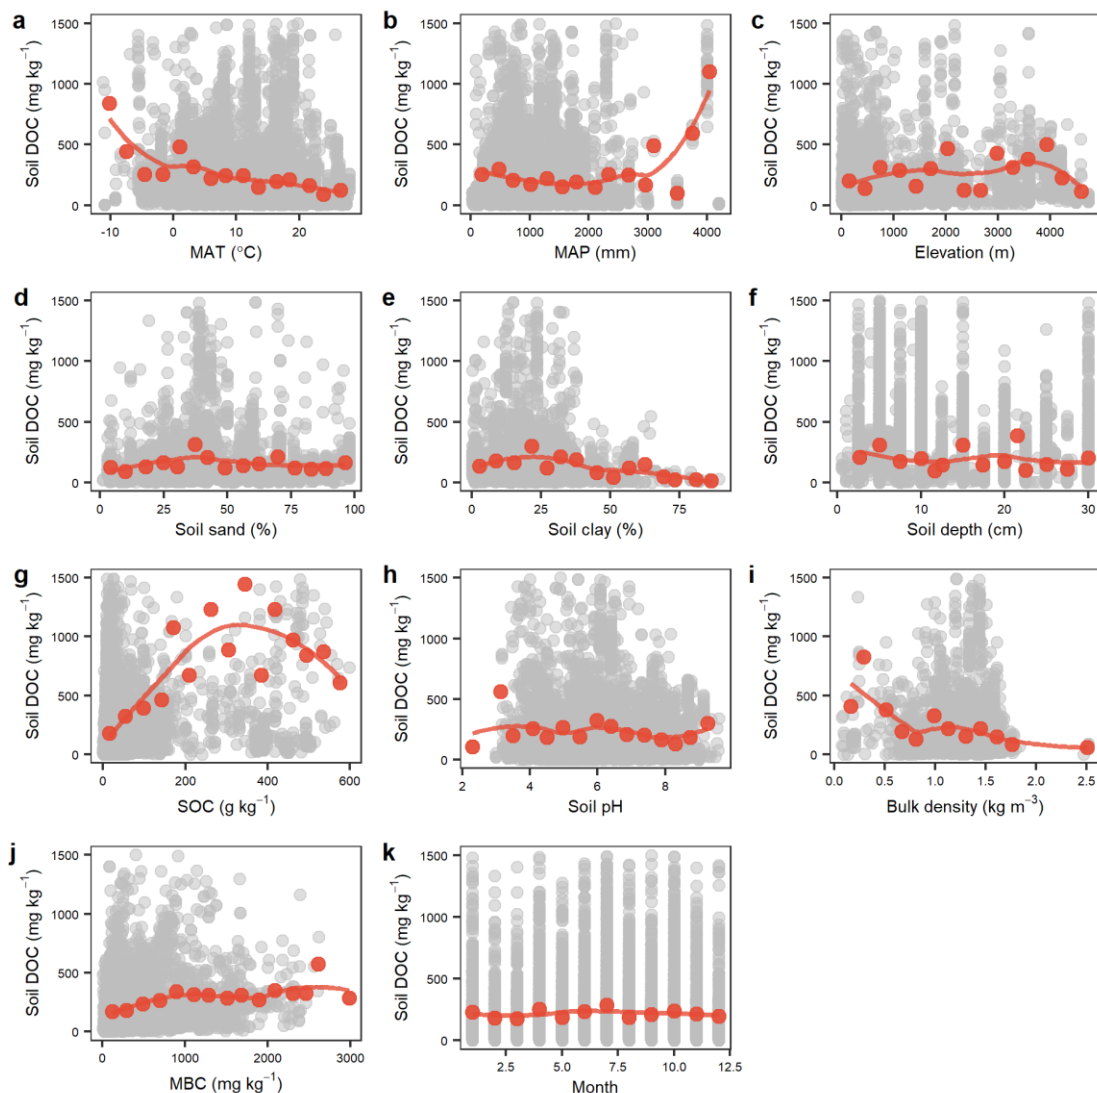 a
Soil DOC (mg kg⁻¹)
1500
1000
500
0
-10 0 10 20
MAT (°C)
b
Soil DOC (mg kg⁻¹)
1500
1000
500
0
0 1000 2000 3000 4000
MAP (mm)
c
Soil DOC (mg kg⁻¹)
1500
1000
500
0
0 1000 2000 3000 4000
Elevation (m)
d
Soil DOC (mg kg⁻¹)
1500
1000
500
0
0 25 50 75 100
Soil sand (%)
e
Soil DOC (mg kg⁻¹)
1500
1000
500
0
0 25 50 75
Soil clay (%)
f
Soil DOC (mg kg⁻¹)
1500
1000
500
0
0 10 20 30
Soil depth (cm)
g
Soil DOC (mg kg⁻¹)
1500
1000
500
0
0 200 400 600
SOC (g kg⁻¹)
h
Soil DOC (mg kg⁻¹)
1500
1000
500
0
2 4 6 8
Soil pH
i
Soil DOC (mg kg⁻¹)
1500
1000
500
0
0.0 0.5 1.0 1.5 2.0 2.5
Bulk density (kg m⁻³)
j
Soil DOC (mg kg⁻¹)
1500
1000
500
0
0 1000 2000 3000
MBC (mg kg⁻¹)
k
Soil DOC (mg kg⁻¹)
1500
1000
500
0
2.5 5.0 7.5 10.0 12.5
Month